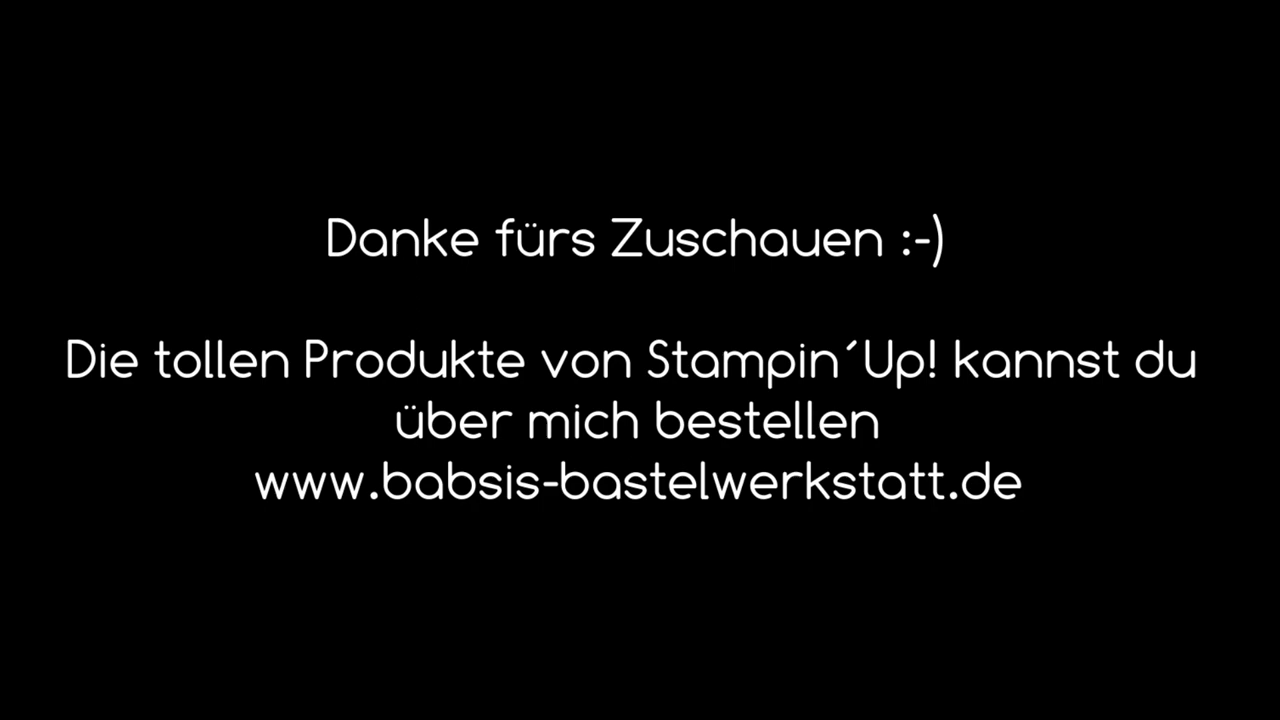 Danke fürs Zuschauen :-)
Die tollen Produkte von Stampin´Up! kannst du
über mich bestellen
www.babsis-bastelwerkstatt.de